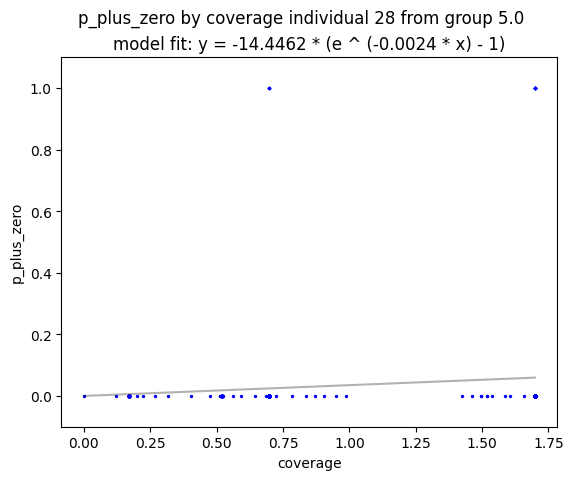 p_plus_zero by coverage individual 28 from group 5.0
model fit: y = -14.4462 * (e ^ (-0.0024 * x) - 1)
1.0
0.8
0.6
0.4
0.2
0.0
p_plus_zero
0.00 0.25 0.50 0.75 1.00 1.25 1.50 1.75
coverage